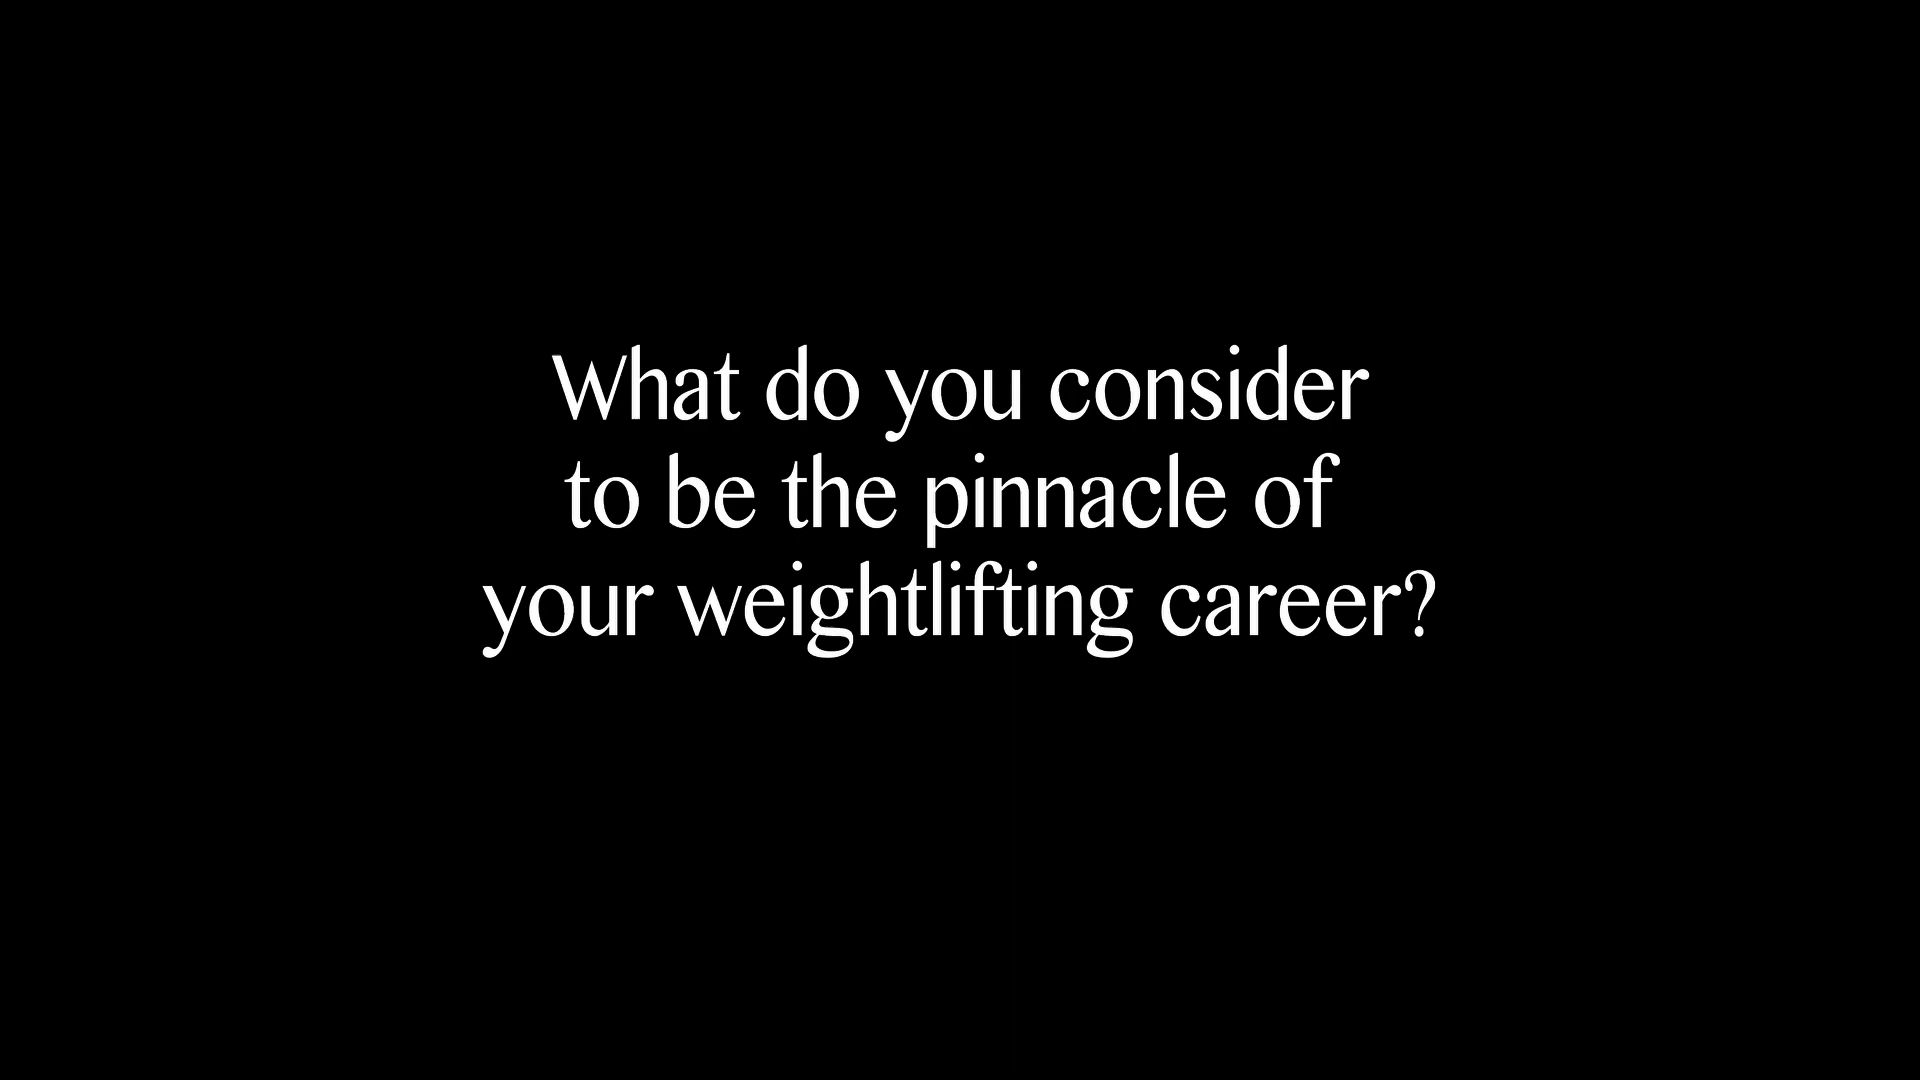 What do you consider
to be the pinnacle of
your weightlifting career?